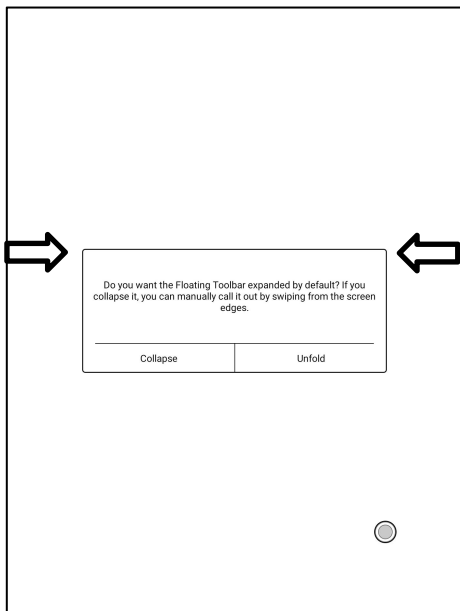 Do you want the Floating Toolbar expanded by default? If you
collapse it, you can manually call it out by swiping from the screen
edges.
Collapse
Unfold